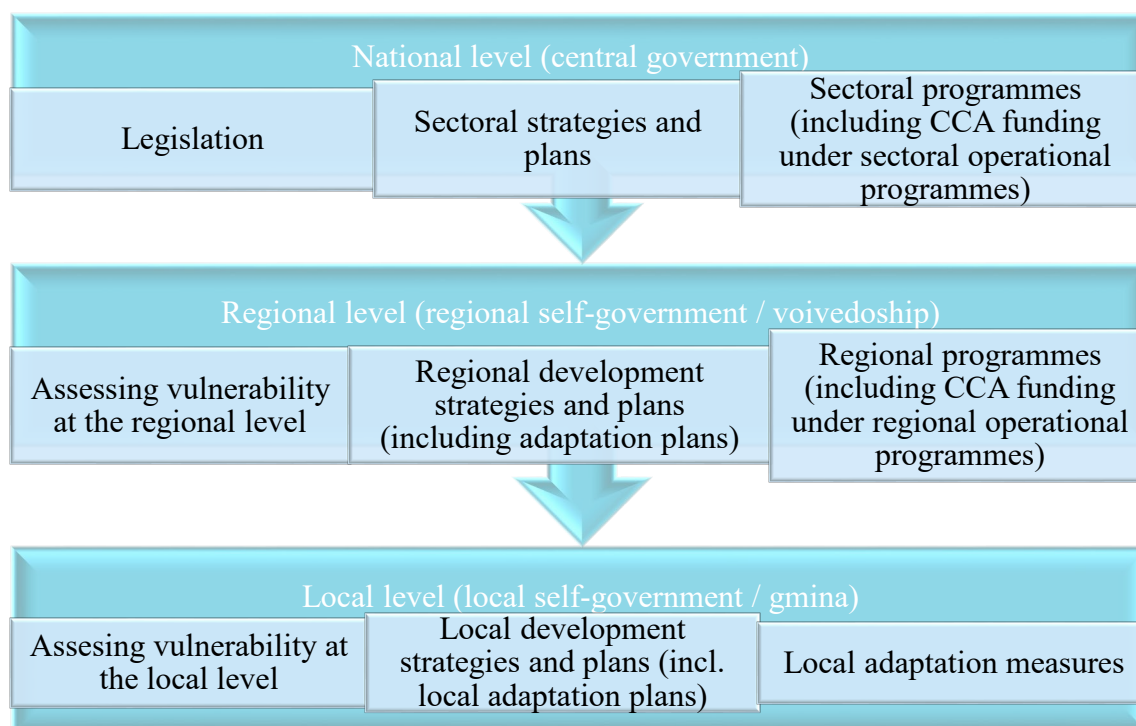 National level (central government)
Legislation
Sectoral strategies and
plans
Sectoral programmes
(including CCA funding
under sectoral operational
programmes)
Regional level (regional self-government / voivedoship)
Assessing vulnerability
at the regional level
Regional development
strategies and plans
(including adaptation plans)
Regional programmes
(including CCA funding
under regional operational
programmes)
Local level (local self-government / gmina)
Assesing vulnerability at
the local level
Local development
strategies and plans (incl.
local adaptation plans)
Local adaptation measures